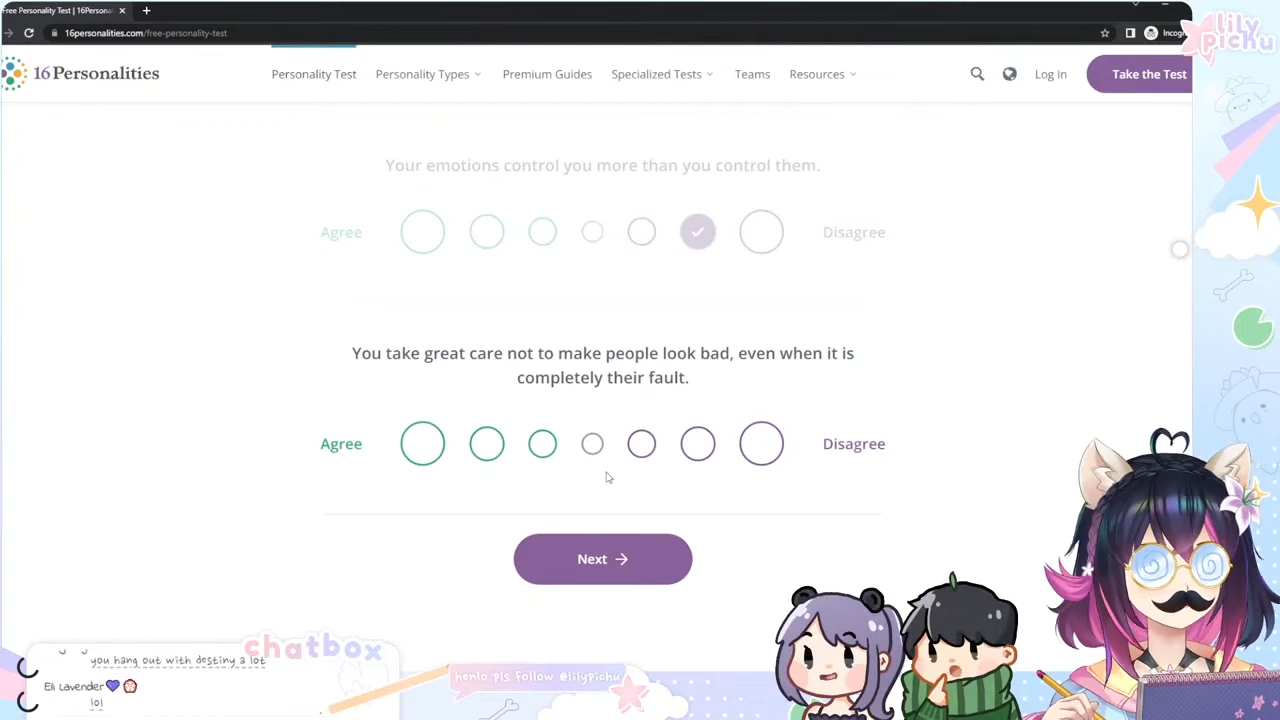 Free Personality Test | 16Personal
16personalities.com/free-personality-test
Incogn
lily
pichu
16Personalities
Personality Test
Personality Types
Premium Guides
Specialized Tests
Teams
Resources
Log In
Take the Test
Your emotions control you more than you control them.
Agree
Disagree
You take great care not to make people look bad, even when it is
completely their fault.
Agree
Disagree
Next
chatbox
you hang out with destiny a lot
Elli Lavender
lol
henlo pls follow @lilypichu